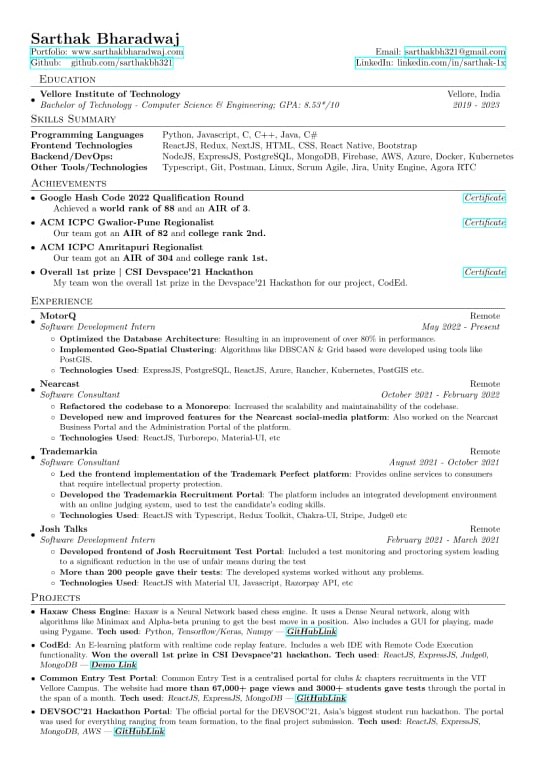 Sarthak Bharadwaj
Portfolio: www.sarthakbharadwaj.com Email: sarthakbh321@gmail.com
Github: github.com/sarthakbh321 LinkedIn: linkedin.com/in/sarthak-1x
Education
• Vellore Institute of Technology Vellore, India
Bachelor of Technology - Computer Science & Engineering; GPA: 8.53*/10 2019 - 2023
Skills Summary
Programming Languages Python, Javascript, C, C++, Java, C#
Frontend Technologies ReactJS, Redux, NextJS, HTML, CSS, React Native, Bootstrap
Backend/DevOps: NodeJS, ExpressJS, PostgreSQL, MongoDB, Firebase, AWS, Azure, Docker, Kubernetes
Other Tools/Technologies Typescript, Git, Postman, Linux, Scrum Agile, Jira, Unity Engine, Agora RTC
Achievements
• Google Hash Code 2022 Qualification Round Certificate
Achieved a world rank of 88 and an AIR of 3.
• ACM ICPC Gwalior-Pune Regionalist Certificate
Our team got an AIR of 82 and college rank 2nd.
• ACM ICPC Amritapuri Regionalist
Our team got an AIR of 304 and college rank 1st.
• Overall 1st prize | CSI Devspace'21 Hackathon Certificate
My team won the overall 1st prize in the Devspace'21 Hackathon for our project, CodEd.
Experience
• MotorQ Remote
Software Development Intern May 2022 - Present
◦ Optimized the Database Architecture: Resulting in an improvement of over 80% in performance.
◦ Implemented Geo-Spatial Clustering: Algorithms like DBSCAN & Grid based were developed using tools like
PostGIS.
◦ Technologies Used: ExpressJS, PostgreSQL, ReactJS, Azure, Rancher, Kubernetes, PostGIS etc.
• Nearcast Remote
Software Consultant October 2021 - February 2022
◦ Refactored the codebase to a Monorepo: Increased the scalability and maintainability of the codebase.
◦ Developed new and improved features for the Nearcast social-media platform: Also worked on the Nearcast
Business Portal and the Administration Portal of the platform.
◦ Technologies Used: ReactJS, Turborepo, Material-UI, etc
• Trademarkia Remote
Software Consultant August 2021 - October 2021
◦ Led the frontend implementation of the Trademark Perfect platform: Provides online services to consumers
that require intellectual property protection.
◦ Developed the Trademarkia Recruitment Portal: The platform includes an integrated development environment
with an online judging system, used to test the candidate's coding skills.
◦ Technologies Used: ReactJS with Typescript, Redux Toolkit, Chakra-UI, Stripe, Judge0 etc
• Josh Talks Remote
Software Development Intern February 2021 - March 2021
◦ Developed frontend of Josh Recruitment Test Portal: Included a test monitoring and proctoring system leading
to a significant reduction in the use of unfair means during the test
◦ More than 200 people gave their tests: The developed systems worked without any problems.
◦ Technologies Used: ReactJS with Material UI, Javascript, Razorpay API, etc
Projects
• Haxaw Chess Engine: Haxaw is a Neural Network based chess engine. It uses a Dense Neural network, along with
algorithms like Minimax and Alpha-beta pruning to get the best move in a position. Also includes a GUI for playing, made
using Pygame. Tech used: Python, Tensorflow/Keras, Numpy — GitHubLink
• CodEd: An E-learning platform with realtime code replay feature. Includes a web IDE with Remote Code Execution
functionality. Won the overall 1st prize in CSI Devspace'21 hackathon. Tech used: ReactJS, ExpressJS, Judge0,
MongoDB — Demo Link
• Common Entry Test Portal: Common Entry Test is a centralised portal for clubs & chapters recruitments in the VIT
Vellore Campus. The website had more than 67,000+ page views and 3000+ students gave tests through the portal in
the span of a month. Tech used: ReactJS, ExpressJS, MongoDB — GitHubLink
• DEVSOC'21 Hackathon Portal: The official portal for the DEVSOC'21, Asia's biggest student run hackathon. The portal
was used for everything ranging from team formation, to the final project submission. Tech used: ReactJS, ExpressJS,
MongoDB, AWS — GitHubLink